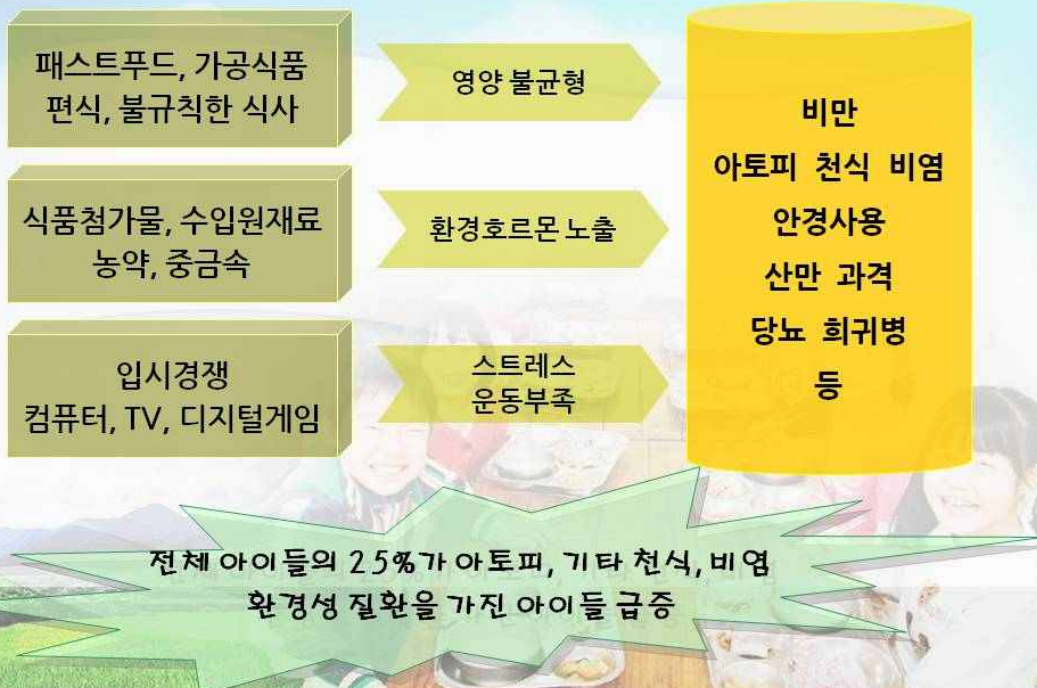 패스트푸드, 가공식품
편식, 불규칙한 식사
영양 불균형
식품첨가물, 수입원재료
농약, 중금속
환경호르몬 노출
입시경쟁
컴퓨터, TV, 디지털게임
스트레스
운동부족
비만
아토피 천식 비염
안경사용
산만 과격
당뇨 희귀병
등
전체 아이들의 25%가 아토피, 기타 천식, 비염
환경성 질환을 가진 아이들 급증